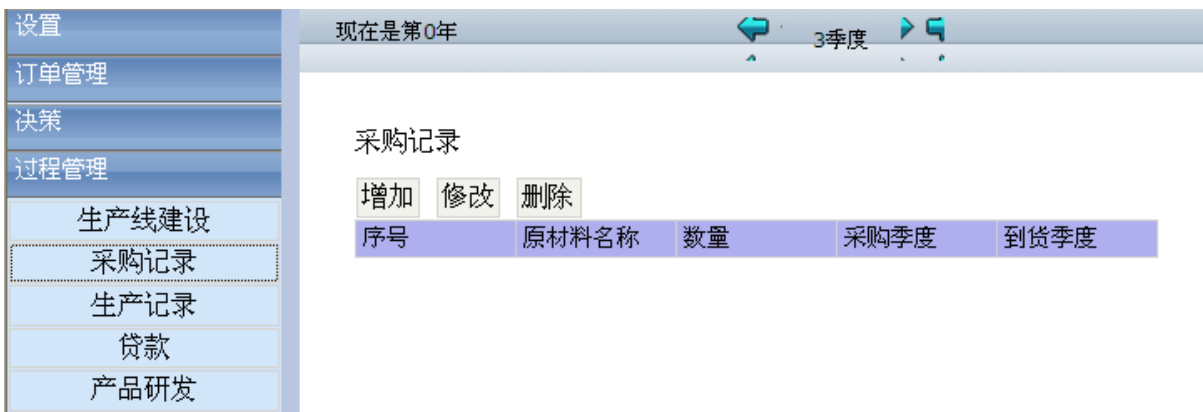 设置
订单管理
决策
过程管理
生产线建设
采购记录
生产记录
贷款
产品研发
现在是第0年 3季度
采购记录
增加 修改 删除
序号 原材料名称 数量 采购季度 到货季度